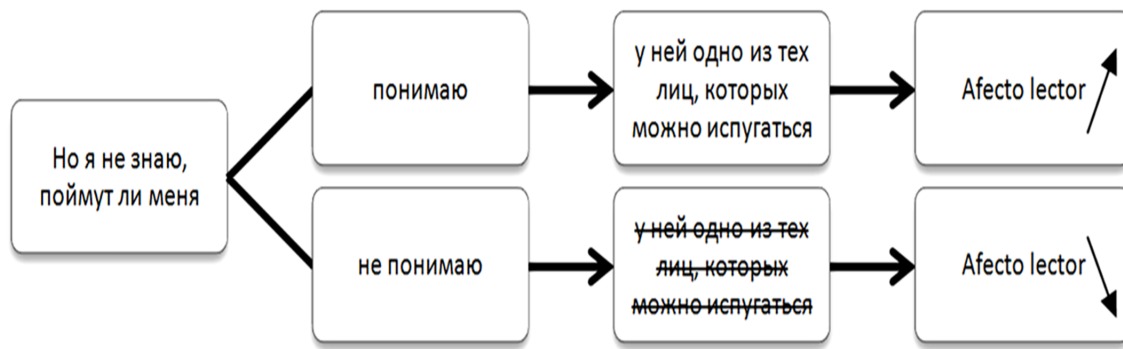 Но я не знаю,
поймут ли меня
понимаю
у ней одно из тех
лиц, которых
можно испугаться
Afecto lector
не понимаю
у ней одно из тех
лиц, которых
можно испугаться
Afecto lector